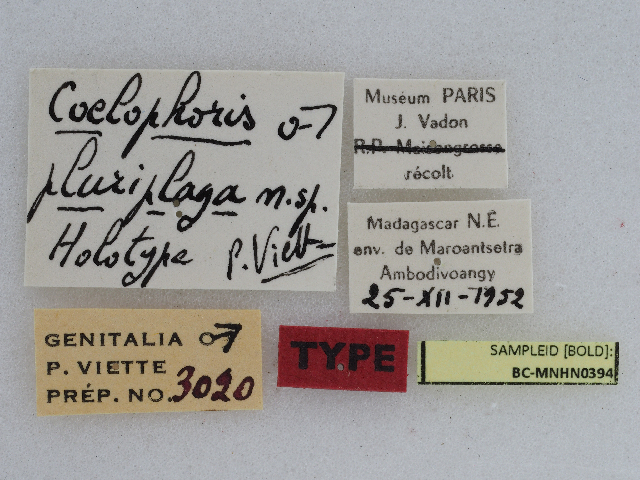 Coelophoris ♂
pluriplaga n.sp.
Holotype P. Viette
Muséum PARIS
J. Vadon
R.P. Maisongrosse
récolt
Madagascar N.E.
env. de Maroantsetra
Ambodivoangy
25-XII-1952
GENITALIA ♂
P. VIETTE
PRÉP. NO. 3020
TYPE
SAMPLEID [BOLD]:
BC-MNHN0394